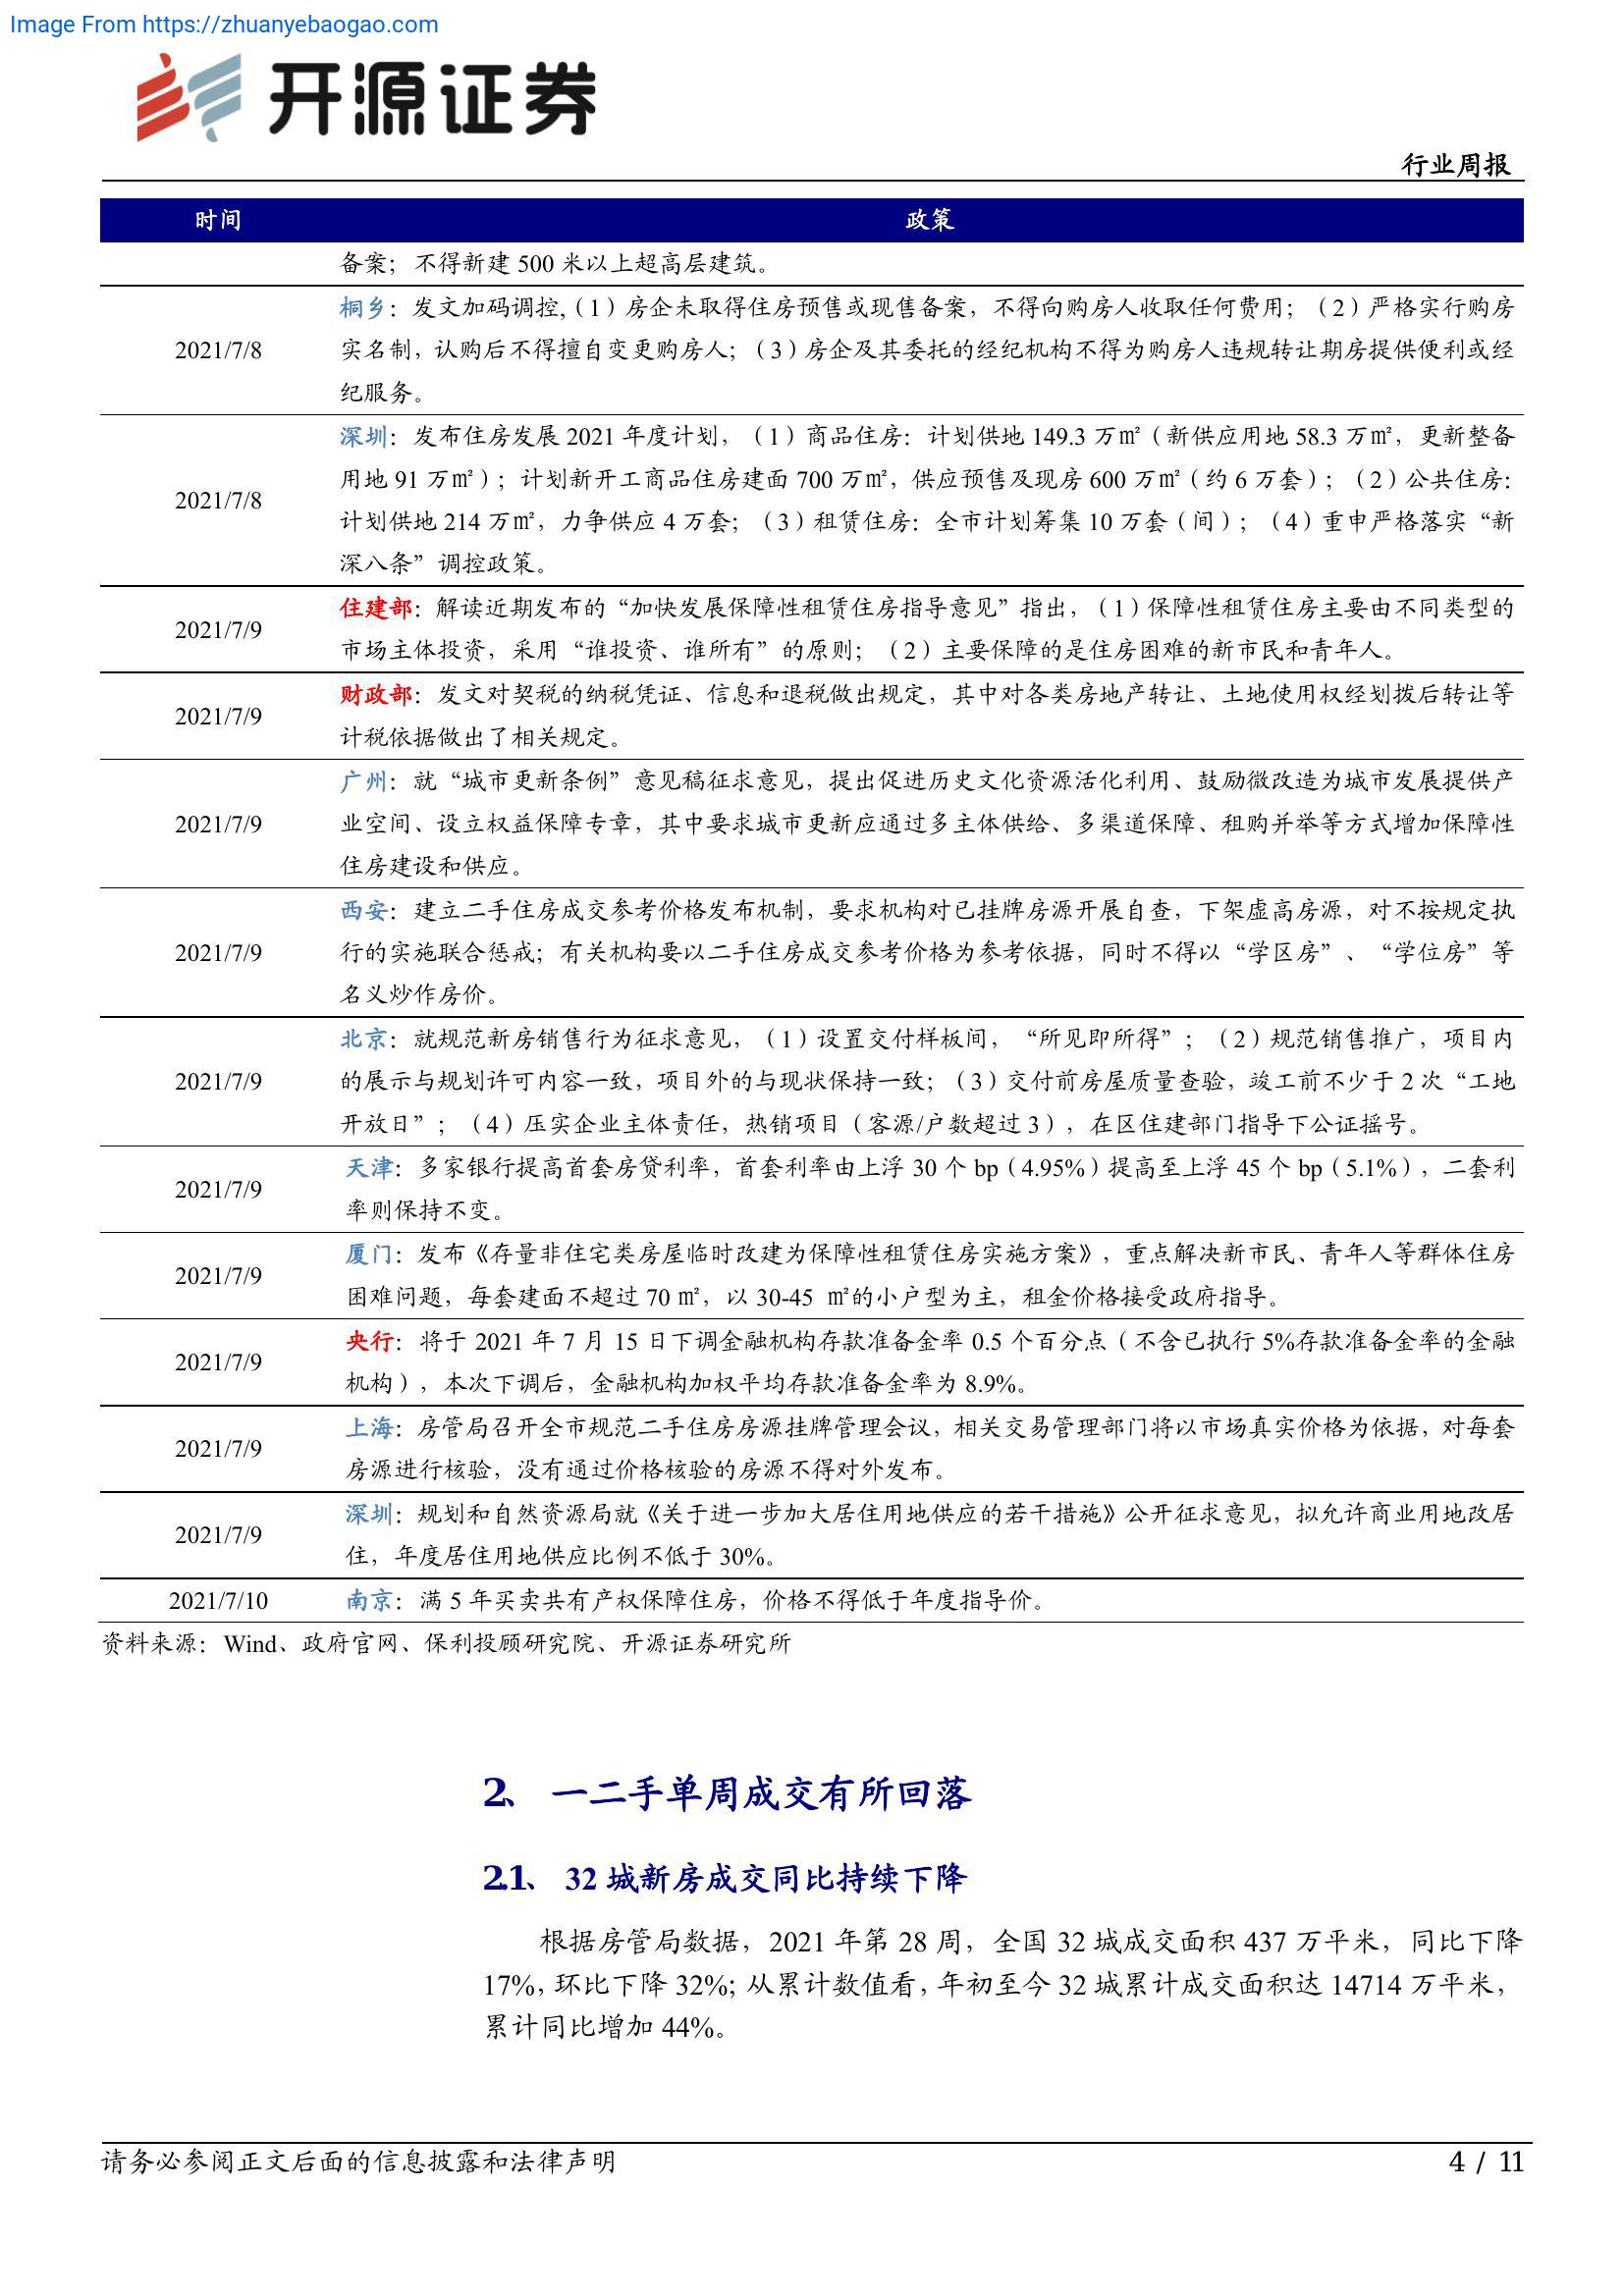 Image From https://zhuanyebaogao.com
开源证券
行业周报
时间 政策
备案；不得新建 500 米以上超高层建筑。
桐乡：发文加码调控,（1）房企未取得住房预售或现售备案，不得向购房人收取任何费用；（2）严格实行购房
2021/7/8 实名制，认购后不得擅自变更购房人；（3）房企及其委托的经纪机构不得为购房人违规转让期房提供便利或经
纪服务。
深圳：发布住房发展 2021 年度计划，（1）商品住房：计划供地 149.3 万㎡（新供应用地 58.3 万㎡，更新整备
用地 91 万㎡）；计划新开工商品住房建面 700 万㎡，供应预售及现房 600 万㎡（约 6 万套）；（2）公共住房：
2021/7/8
计划供地 214 万㎡，力争供应 4 万套；（3）租赁住房：全市计划筹集 10 万套（间）；（4）重申严格落实“新
深八条”调控政策。
住建部：解读近期发布的“加快发展保障性租赁住房指导意见”指出，（1）保障性租赁住房主要由不同类型的
2021/7/9
市场主体投资，采用“谁投资、谁所有”的原则；（2）主要保障的是住房困难的新市民和青年人。
财政部：发文对契税的纳税凭证、信息和退税做出规定，其中对各类房地产转让、土地使用权经划拨后转让等
2021/7/9
计税依据做出了相关规定。
广州：就“城市更新条例”意见稿征求意见，提出促进历史文化资源活化利用、鼓励微改造为城市发展提供产
2021/7/9 业空间、设立权益保障专章，其中要求城市更新应通过多主体供给、多渠道保障、租购并举等方式增加保障性
住房建设和供应。
西安：建立二手住房成交参考价格发布机制，要求机构对已挂牌房源开展自查，下架虚高房源，对不按规定执
2021/7/9 行的实施联合惩戒；有关机构要以二手住房成交参考价格为参考依据，同时不得以“学区房”、“学位房”等
名义炒作房价。
北京：就规范新房销售行为征求意见，（1）设置交付样板间，“所见即所得”；（2）规范销售推广，项目内
2021/7/9 的展示与规划许可内容一致，项目外的与现状保持一致；（3）交付前房屋质量查验，竣工前不少于 2 次“工地
开放日”；（4）压实企业主体责任，热销项目（客源/户数超过 3），在区住建部门指导下公证摇号。
天津：多家银行提高首套房贷利率，首套利率由上浮 30 个 bp（4.95%）提高至上浮 45 个 bp（5.1%），二套利
2021/7/9
率则保持不变。
厦门：发布《存量非住宅类房屋临时改建为保障性租赁住房实施方案》，重点解决新市民、青年人等群体住房
2021/7/9
困难问题，每套建面不超过 70 ㎡，以 30-45 ㎡的小户型为主，租金价格接受政府指导。
央行：将于 2021 年 7 月 15 日下调金融机构存款准备金率 0.5 个百分点（不含已执行 5%存款准备金率的金融
2021/7/9
机构），本次下调后，金融机构加权平均存款准备金率为 8.9%。
上海：房管局召开全市规范二手住房房源挂牌管理会议，相关交易管理部门将以市场真实价格为依据，对每套
2021/7/9
房源进行核验，没有通过价格核验的房源不得对外发布。
深圳：规划和自然资源局就《关于进一步加大居住用地供应的若干措施》公开征求意见，拟允许商业用地改居
2021/7/9
住，年度居住用地供应比例不低于 30%。
2021/7/10 南京：满 5 年买卖共有产权保障住房，价格不得低于年度指导价。
资料来源：Wind、政府官网、保利投顾研究院、开源证券研究所
2、 一二手单周成交有所回落
2.1、 32 城新房成交同比持续下降
根据房管局数据，2021 年第 28 周，全国 32 城成交面积 437 万平米，同比下降
17%，环比下降 32%；从累计数值看，年初至今 32 城累计成交面积达 14714 万平米，
累计同比增加 44%。
请务必参阅正文后面的信息披露和法律声明 4 / 11